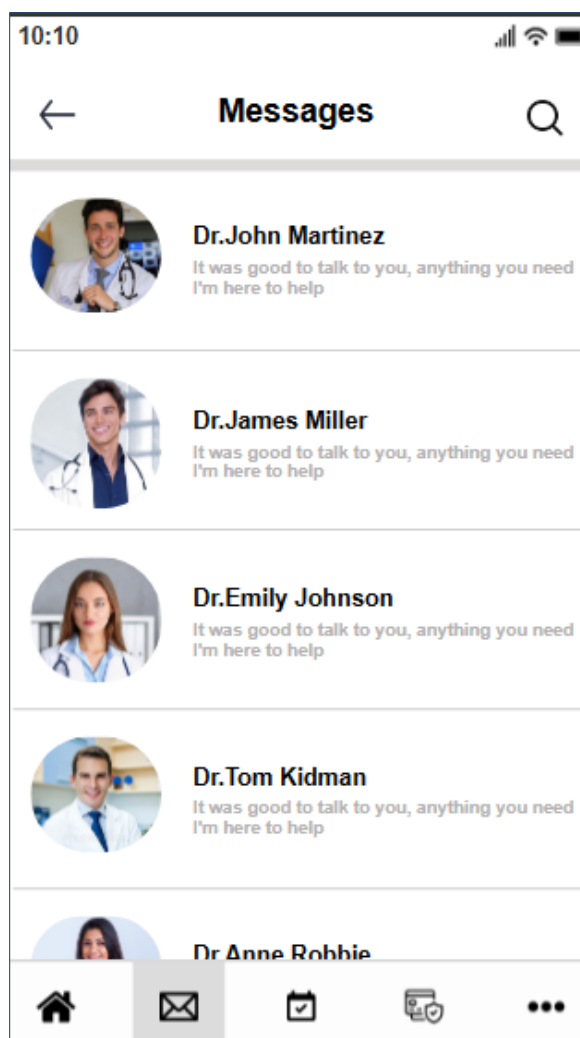 10:10
Messages
Dr.John Martinez
It was good to talk to you, anything you need
I'm here to help
Dr.James Miller
It was good to talk to you, anything you need
I'm here to help
Dr.Emily Johnson
It was good to talk to you, anything you need
I'm here to help
Dr.Tom Kidman
It was good to talk to you, anything you need
I'm here to help
Dr.Anne Robbie